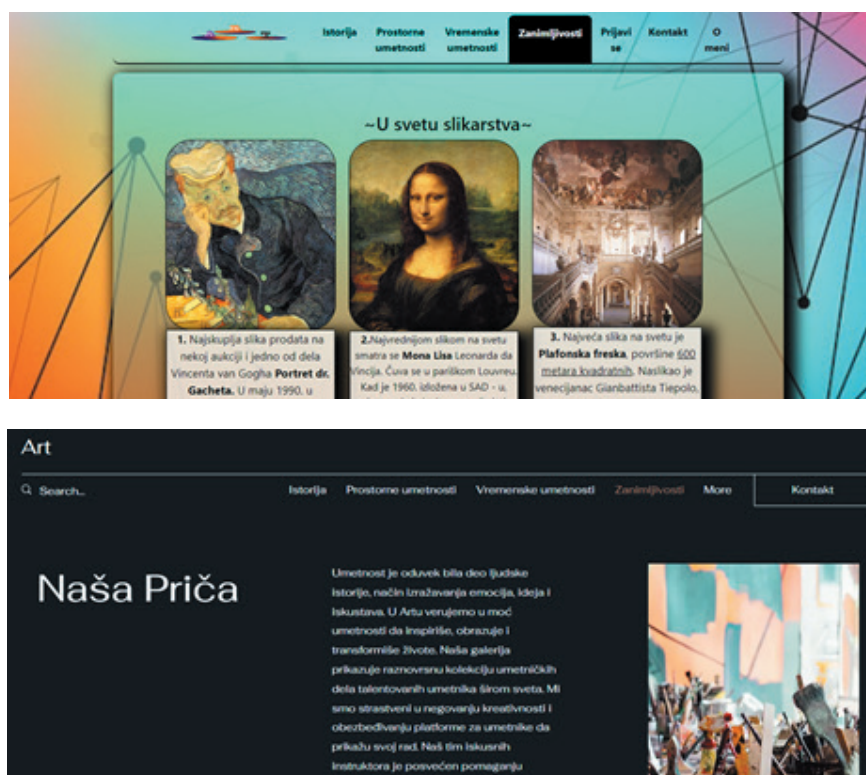 Istorija
Prostorne
umetnosti
Vremenske
umetnosti
Zanimljivosti
Prijavi
se
Kontakt
O
meni
~U svetu slikarstva~
1. Najskuplja slika prodata na
nekoj aukciji i jedno od dela
Vincenta van Gogha Portret dr.
Gacheta. U maju 1990. u
2.Najvrednijom slikom na svetu
smatra se Mona Lisa Leonarda da
Vincija. Čuva se u pariškom Louvreu.
Kad je 1960. izložena u SAD - u,
3. Najveća slika na svetu je
Plafonska freska, površine 600
metara kvadratnih. Naslikao je
venecijanac Gianbattista Tiepolo,
Art
Search...
Istorija Prostorne umetnosti Vremenske umetnosti Zanimljivosti More Kontakt
Naša Priča
Umetnost je oduvek bila deo ljudske
istorije, način izražavanja emocija, ideja i
iskustava. U Artu verujemo u moć
umetnosti da inspiriše, obrazuje i
transformiše živote. Naša galerija
prikazuje raznovrsnu kolekciju umetničkih
dela talentovanih umetnika širom sveta. Mi
smo strastveni u negovanju kreativnosti i
obezbeđivanju platforme za umetnike da
prikažu svoj rad. Naš tim iskusnih
instruktora je posvećen pomaganju